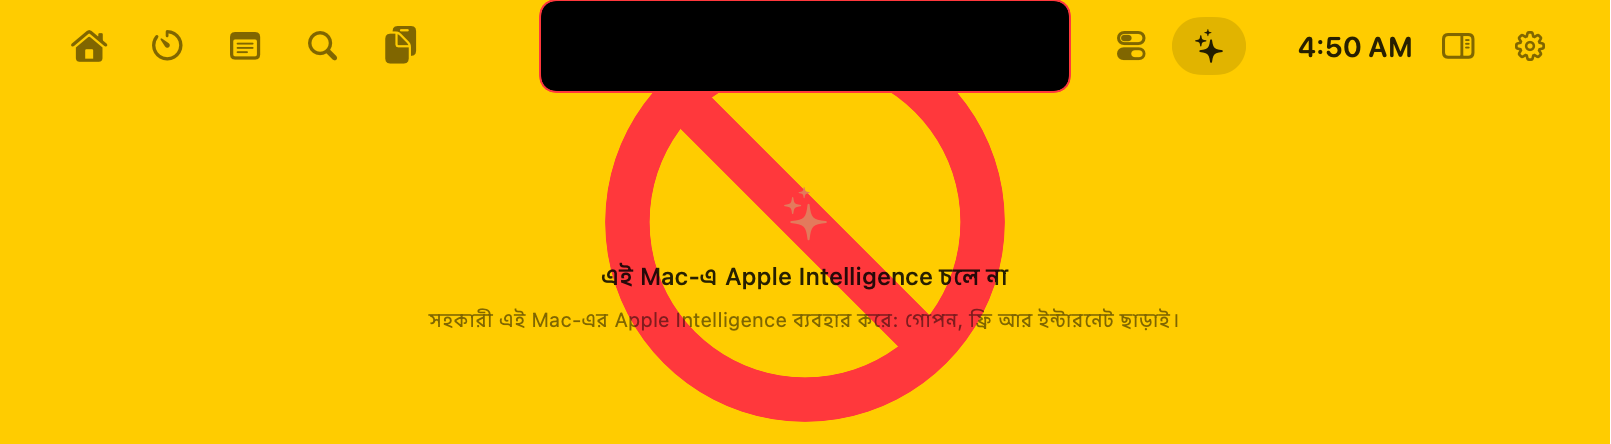 4:50 AM
এই Mac-এ Apple Intelligence চলে না
সহকারী এই Mac-এর Apple Intelligence ব্যবহার করে: গোপন, ফ্রি আর ইন্টারনেট ছাড়াই।